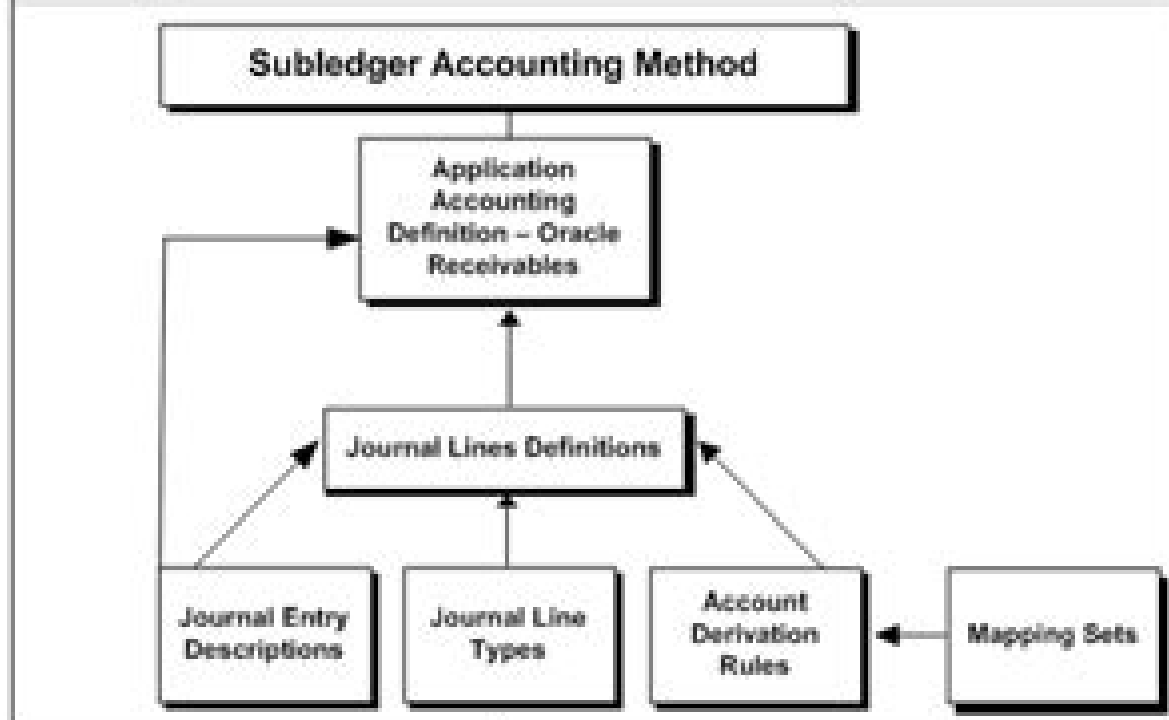 Subledger Accounting Method
Application
Accounting
Definition – Oracle
Receivables
Journal Lines Definitions
Journal Entry
Descriptions
Journal Line
Types
Account
Derivation
Rules
Mapping Sets